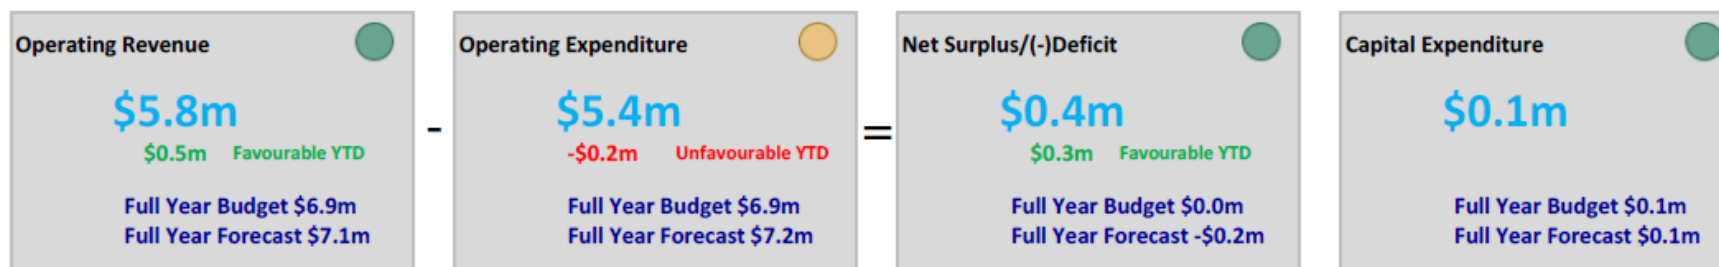 Operating Revenue
$5.8m
$0.5m Favourable YTD
Full Year Budget $6.9m
Full Year Forecast $7.1m
-
Operating Expenditure
$5.4m
-$0.2m Unfavourable YTD
Full Year Budget $6.9m
Full Year Forecast $7.2m
=
Net Surplus/(-)Deficit
$0.4m
$0.3m Favourable YTD
Full Year Budget $0.0m
Full Year Forecast -$0.2m
Capital Expenditure
$0.1m
Full Year Budget $0.1m
Full Year Forecast $0.1m